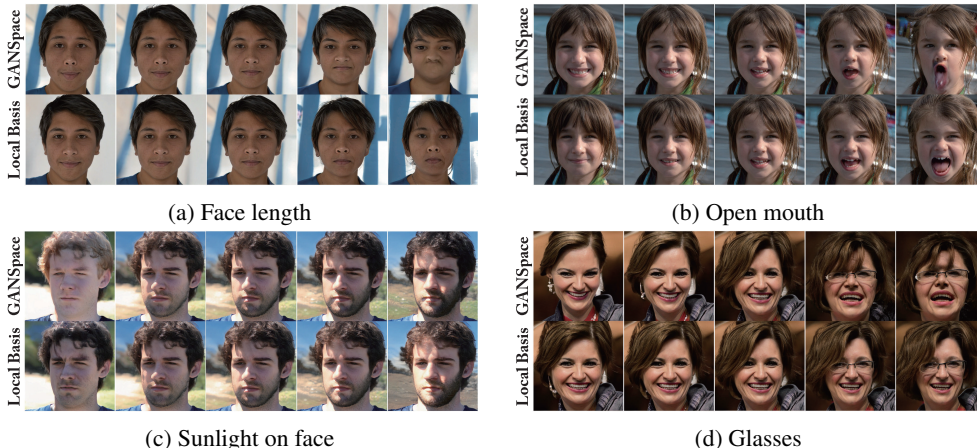 GANSpace
Local Basis
(a) Face length
GANSpace
Local Basis
(b) Open mouth
GANSpace
Local Basis
(c) Sunlight on face
GANSpace
Local Basis
(d) Glasses